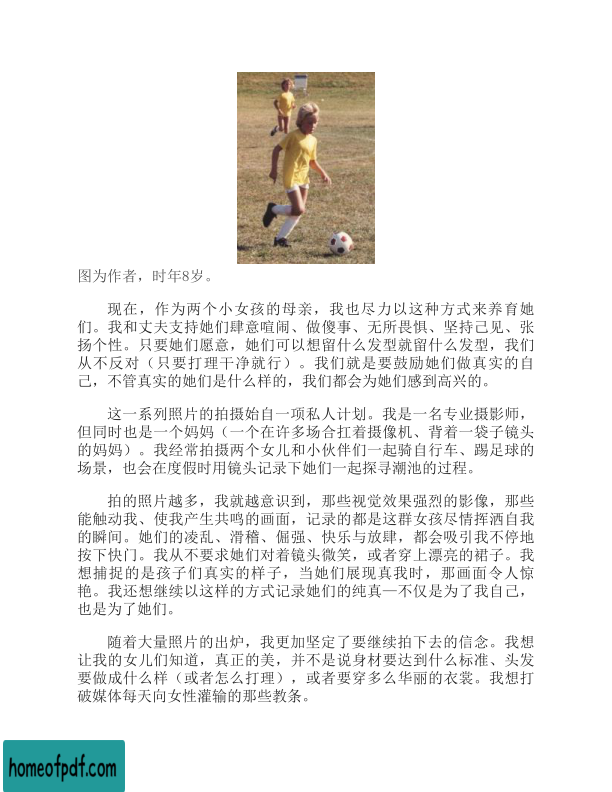 图为作者，时年8岁。
现在，作为两个小女孩的母亲，我也尽力以这种方式来养育她
们。我和丈夫支持她们肆意喧闹、做傻事、无所畏惧、坚持己见、张
扬个性。只要她们愿意，她们可以想留什么发型就留什么发型，我们
从不反对（只要打理干净就行）。我们就是要鼓励她们做真实的自
己，不管真实的她们是什么样的，我们都会为她们感到高兴的。
这一系列照片的拍摄始自一项私人计划。我是一名专业摄影师，
但同时也是一个妈妈（一个在许多场合扛着摄像机、背着一袋子镜头
的妈妈）。我经常拍摄两个女儿和小伙伴们一起骑自行车、踢足球的
场景，也会在度假时用镜头记录下她们一起探寻潮池的过程。
拍的照片越多，我就越意识到，那些视觉效果强烈的影像，那些
能触动我、使我产生共鸣的画面，记录的都是这群女孩尽情挥洒自我
的瞬间。她们的凌乱、滑稽、倔强、快乐与放肆，都会吸引我不停地
按下快门。我从不要求她们对着镜头微笑，或者穿上漂亮的裙子。我
想捕捉的是孩子们真实的样子，当她们展现真我时，那画面令人惊
艳。我还想继续以这样的方式记录她们的纯真—不仅是为了我自己，
也是为了她们。
随着大量照片的出炉，我更加坚定了要继续拍下去的信念。我想
让我的女儿们知道，真正的美，并不是说身材要达到什么标准、头发
要做成什么样（或者怎么打理），或者要穿多么华丽的衣裳。我想打
破媒体每天向女性灌输的那些教条。
homeofpdf.com